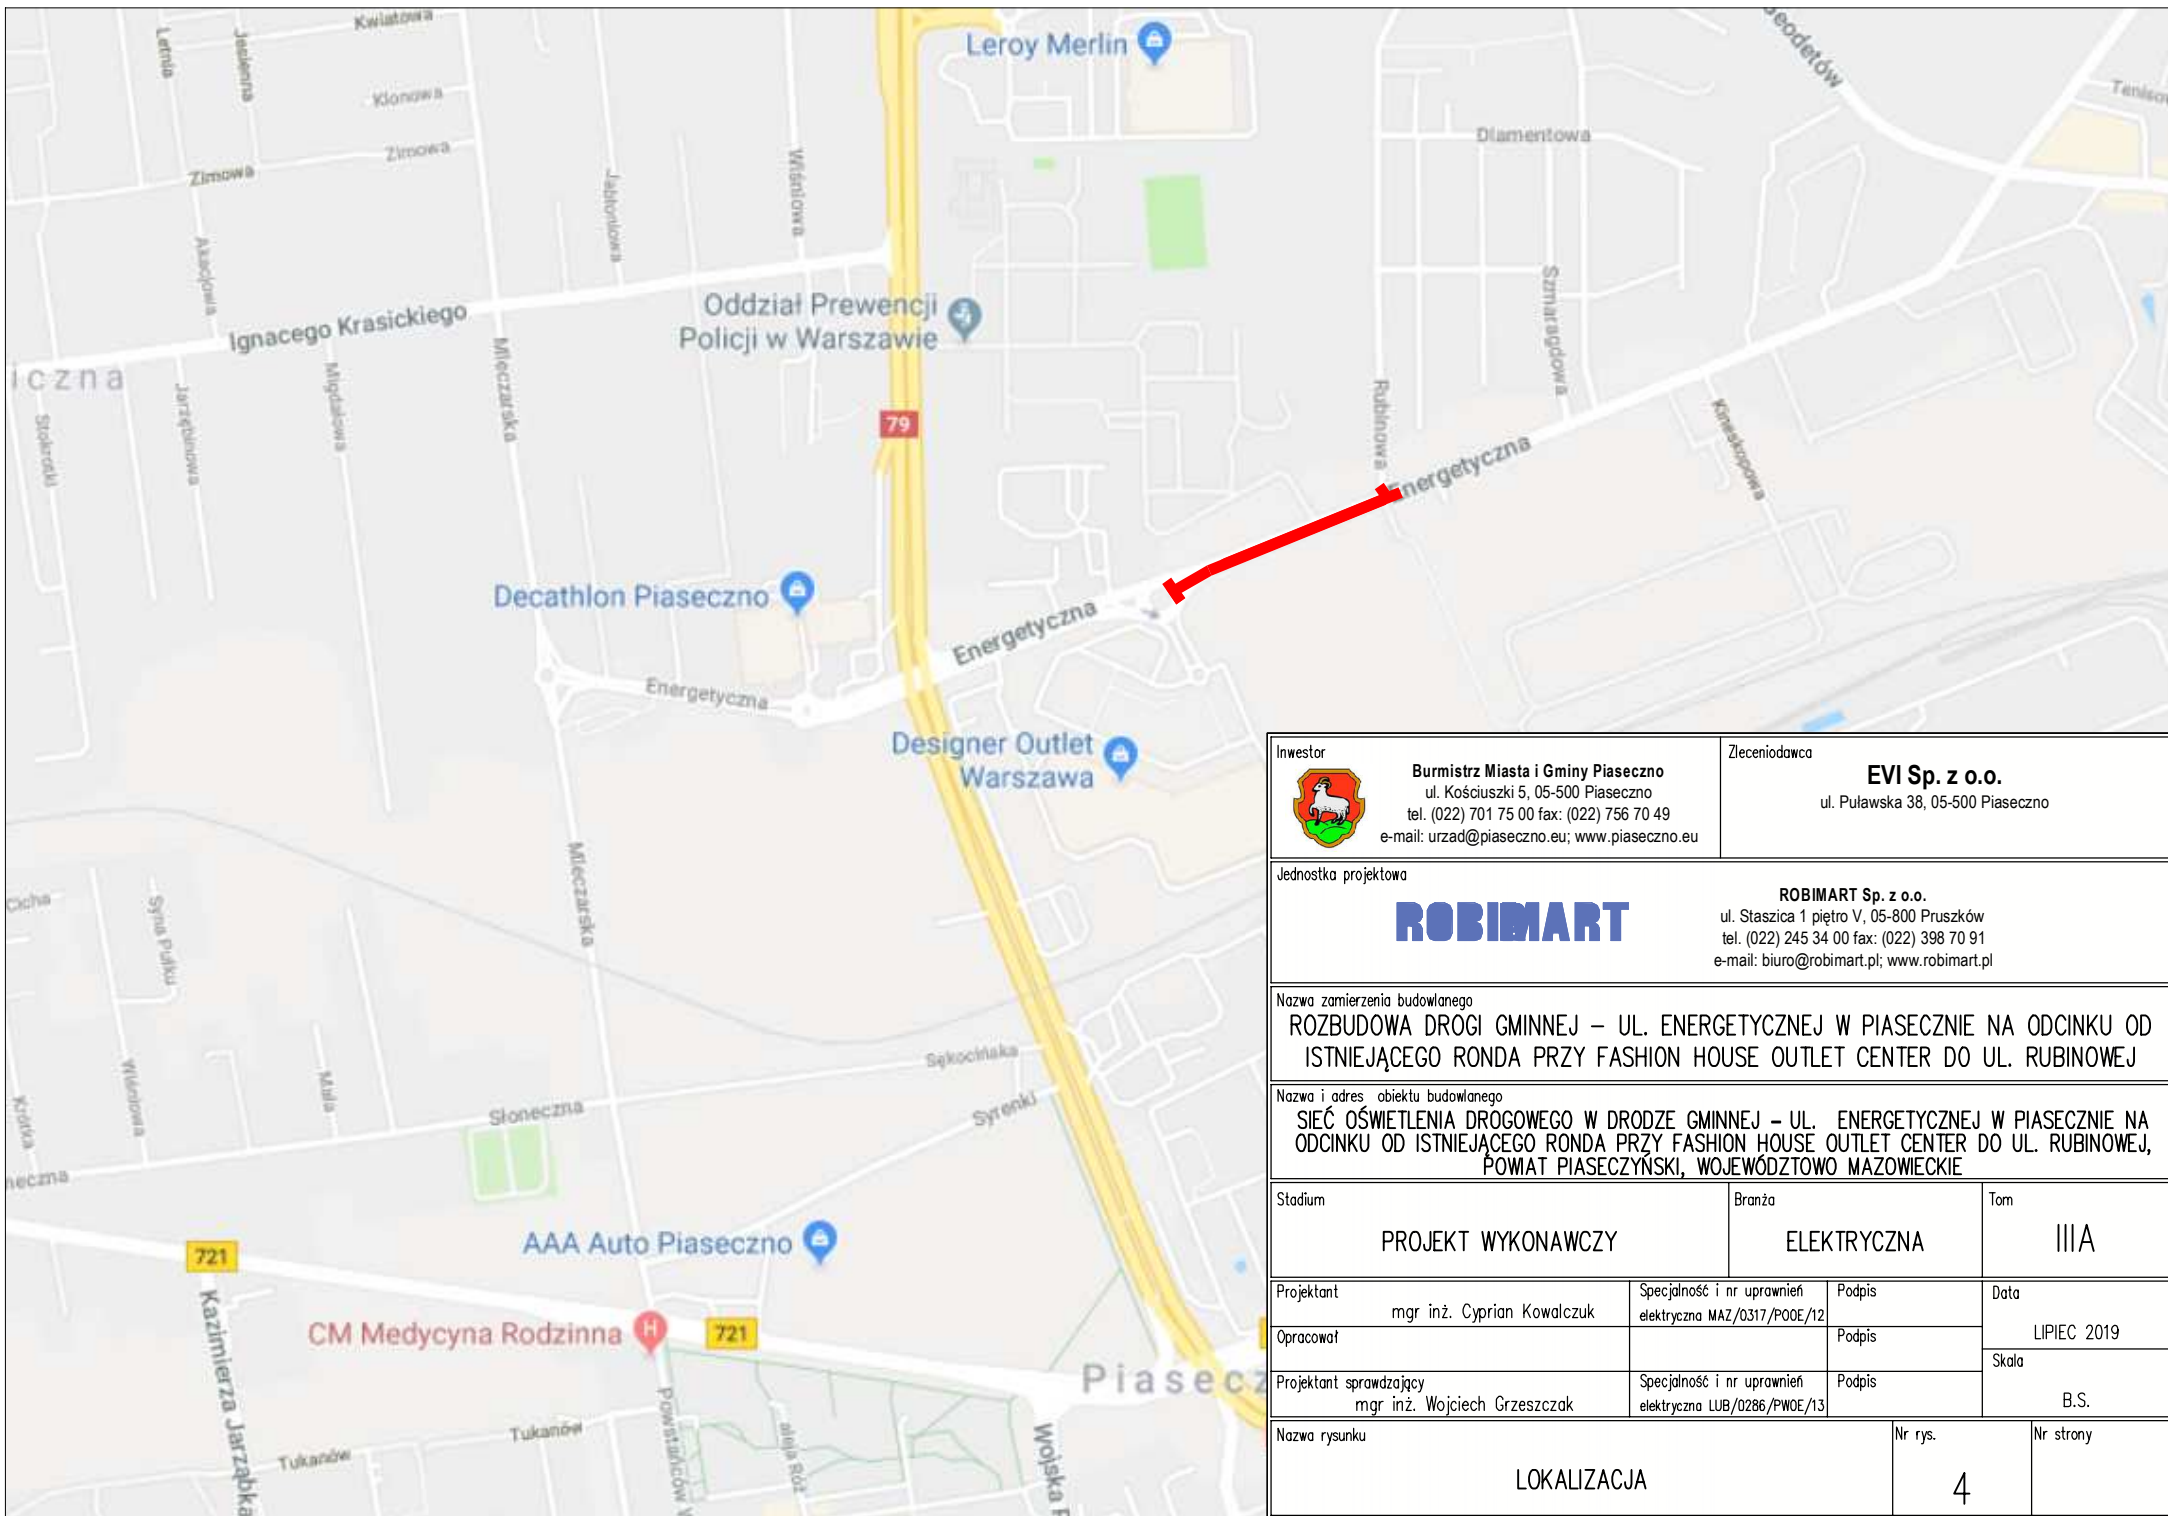 Kwiatowa
Letnia
Jesienna
Klonowa
Zimowa
Zimowa
Akacjowa
Jabłoniowa
Wiśniowa
Leroy Merlin
Geodetów
Diamentowa
Oddział Prewencji
Policji w Warszawie
Ignacego Krasickiego
iczna
Stokrotki
Jarzębinowa
Migdałowa
Mleczarska
79
Rubinowa
Szmaragdowa
Kineskopowa
Energetyczna
Decathlon Piaseczno
Energetyczna
Energetyczna
Designer Outlet
Warszawa
Mleczarska
Cicha
Syna Pułku
Wiśniowa
Mała
Krótka
Sękocińska
Słoneczna
Syrenki
neczna
AAA Auto Piaseczno
721
721
CM Medycyna Rodzinna
Kazimierza Jarząbka
Piasecz
Powstańców W
aleja Róż
Wojska P
Tukanów
Tukanów
Inwestor
Burmistrz Miasta i Gminy Piaseczno
ul. Kościuszki 5, 05-500 Piaseczno
tel. (022) 701 75 00 fax: (022) 756 70 49
e-mail: urzad@piaseczno.eu; www.piaseczno.eu
Zleceniodawca
EVI Sp. z o.o.
ul. Puławska 38, 05-500 Piaseczno
Jednostka projektowa
ROBIMART
ROBIMART Sp. z o.o.
ul. Staszica 1 piętro V, 05-800 Pruszków
tel. (022) 245 34 00 fax: (022) 398 70 91
e-mail: biuro@robimart.pl; www.robimart.pl
Nazwa zamierzenia budowlanego
ROZBUDOWA DROGI GMINNEJ – UL. ENERGETYCZNEJ W PIASECZNIE NA ODCINKU OD
ISTNIEJĄCEGO RONDA PRZY FASHION HOUSE OUTLET CENTER DO UL. RUBINOWEJ
Nazwa i adres obiektu budowlanego
SIEĆ OŚWIETLENIA DROGOWEGO W DRODZE GMINNEJ – UL. ENERGETYCZNEJ W PIASECZNIE NA
ODCINKU OD ISTNIEJĄCEGO RONDA PRZY FASHION HOUSE OUTLET CENTER DO UL. RUBINOWEJ,
POWIAT PIASECZYŃSKI, WOJEWÓDZTOWO MAZOWIECKIE
Stadium
PROJEKT WYKONAWCZY
Branża
ELEKTRYCZNA
Tom
IIIA
Projektant
mgr inż. Cyprian Kowalczuk
Specjalność i nr uprawnień
elektryczna MAZ/0317/POOE/12
Podpis
Data
LIPIEC 2019
Opracował
Podpis
Skala
B.S.
Projektant sprawdzający
mgr inż. Wojciech Grzeszczak
Specjalność i nr uprawnień
elektryczna LUB/0286/PWOE/13
Podpis
Nazwa rysunku
LOKALIZACJA
Nr rys.
4
Nr strony